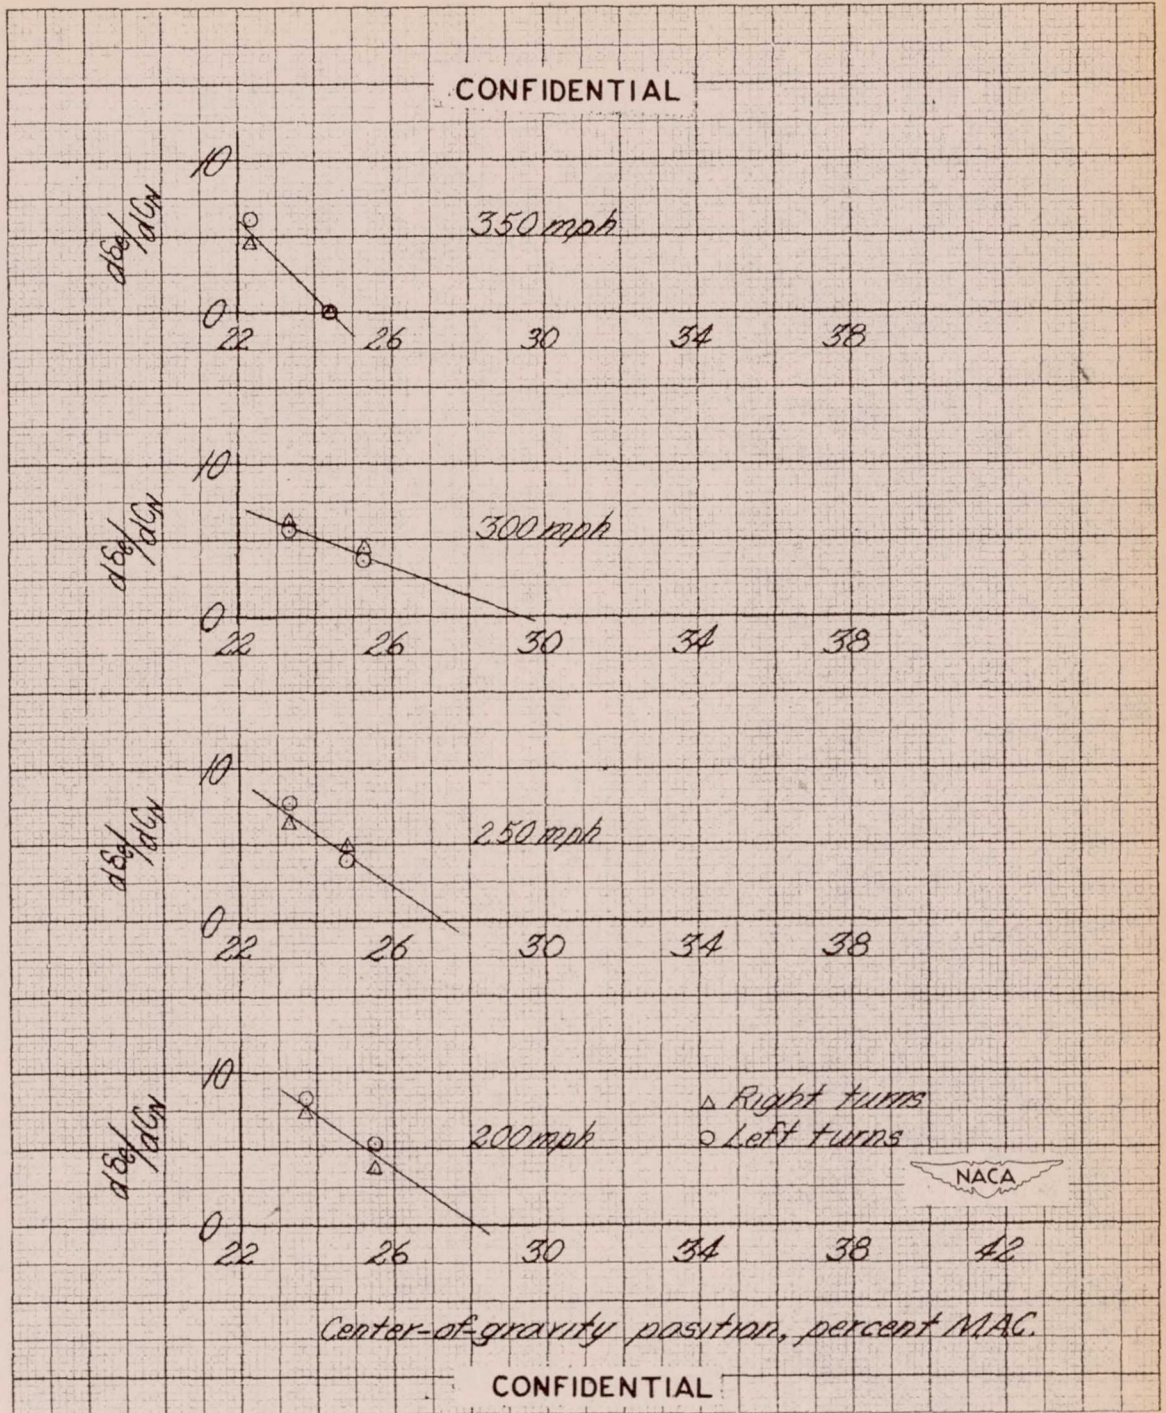 CONFIDENTIAL
10
dδe/dCN
350 mph
0
22 26 30 34 38
10
dδe/dCN
300 mph
0
22 26 30 34 38
10
dδe/dCN
250 mph
0
22 26 30 34 38
10
dδe/dCN
200 mph
△ Right turns
○ Left turns
NACA
0
22 26 30 34 38 42
Center-of-gravity position, percent M.A.C.
CONFIDENTIAL